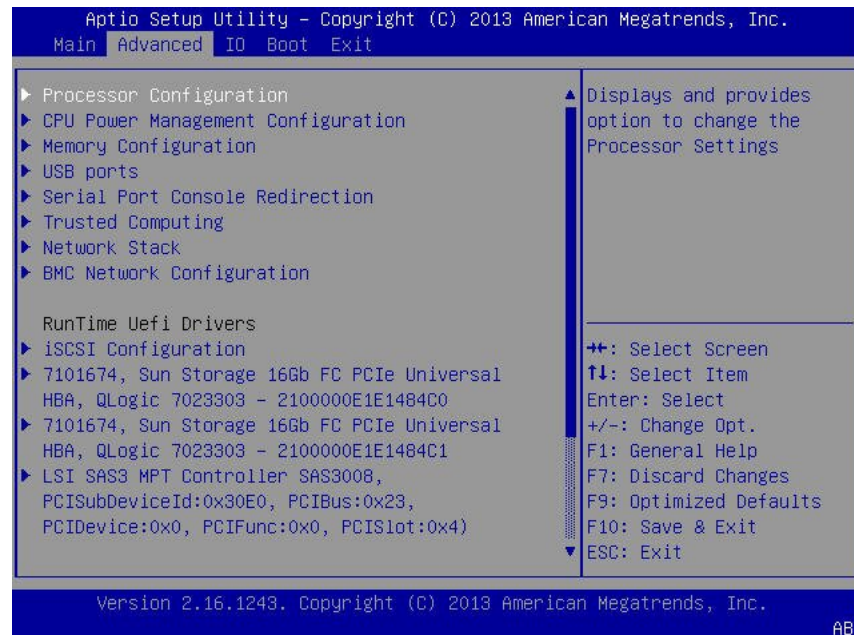 Aptio Setup Utility – Copyright (C) 2013 American Megatrends, Inc.
Main Advanced IO Boot Exit
Processor Configuration
CPU Power Management Configuration
Memory Configuration
USB ports
Serial Port Console Redirection
Trusted Computing
Network Stack
BMC Network Configuration
RunTime Uefi Drivers
iSCSI Configuration
7101674, Sun Storage 16Gb FC PCIe Universal
HBA, QLogic 7023303 – 2100000E1E1484C0
7101674, Sun Storage 16Gb FC PCIe Universal
HBA, QLogic 7023303 – 2100000E1E1484C1
LSI SAS3 MPT Controller SAS3008,
PCISubDeviceId:0x30E0, PCIBus:0x23,
PCIDevice:0x0, PCIFunc:0x0, PCISlot:0x4)
Displays and provides
option to change the
Processor Settings
→←: Select Screen
↑↓: Select Item
Enter: Select
+/-: Change Opt.
F1: General Help
F7: Discard Changes
F9: Optimized Defaults
F10: Save & Exit
ESC: Exit
Version 2.16.1243. Copyright (C) 2013 American Megatrends, Inc.
AB